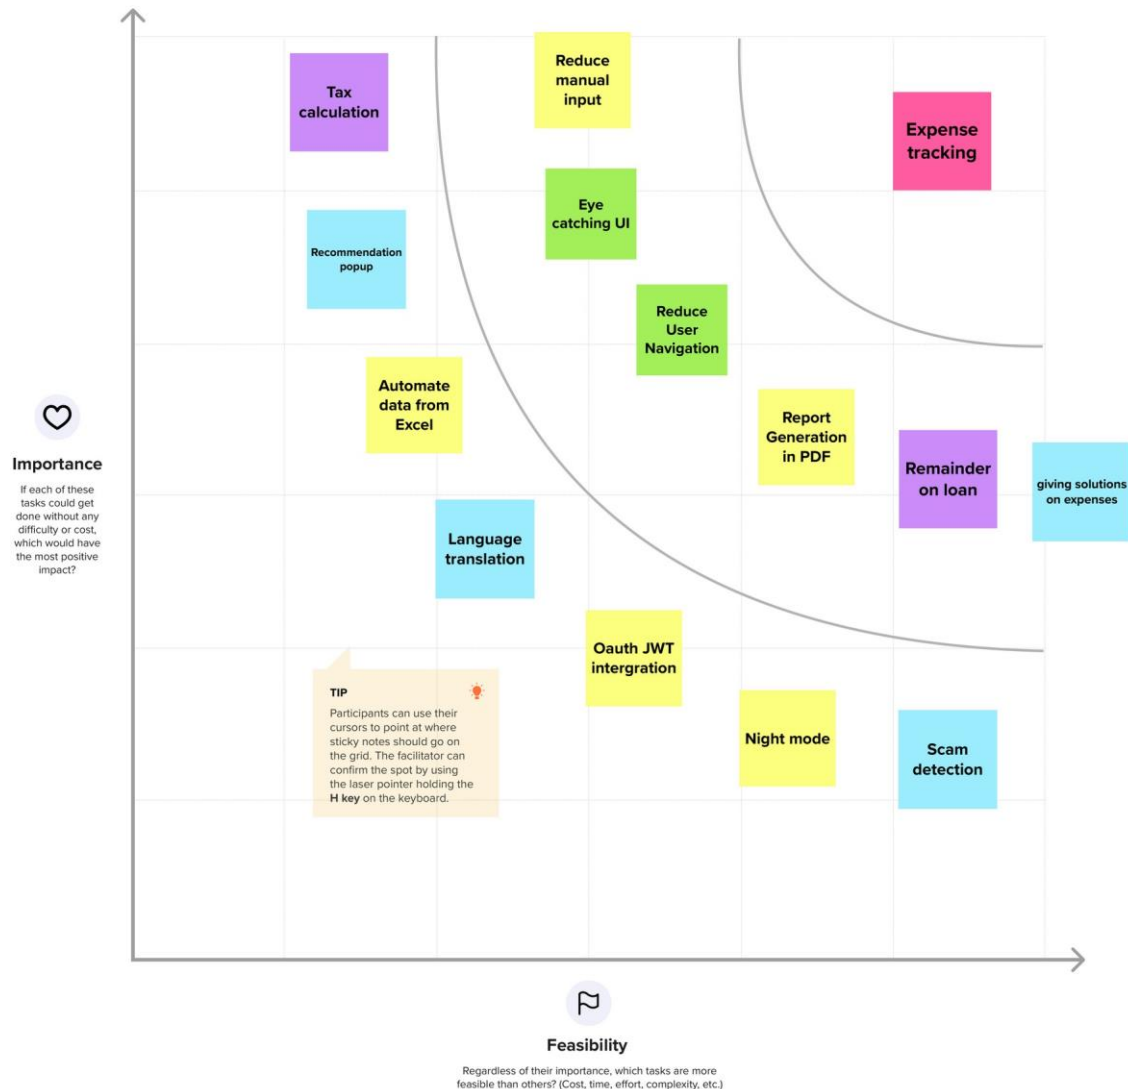 Tax
calculation
Reduce
manual
input
Expense
tracking
Eye
catching UI
Recommendation
popup
Reduce
User
Navigation
Automate
data from
Excel
Report
Generation
in PDF
Remainder
on loan
giving solutions
on expenses
Importance
If each of these
tasks could get
done without any
difficulty or cost,
which would have
the most positive
impact?
Language
translation
Oauth JWT
intergration
TIP
Participants can use their
cursors to point at where
sticky notes should go on
the grid. The facilitator can
confirm the spot by using
the laser pointer holding the
H key on the keyboard.
Night mode
Scam
detection
Feasibility
Regardless of their importance, which tasks are more
feasible than others? (Cost, time, effort, complexity, etc.)